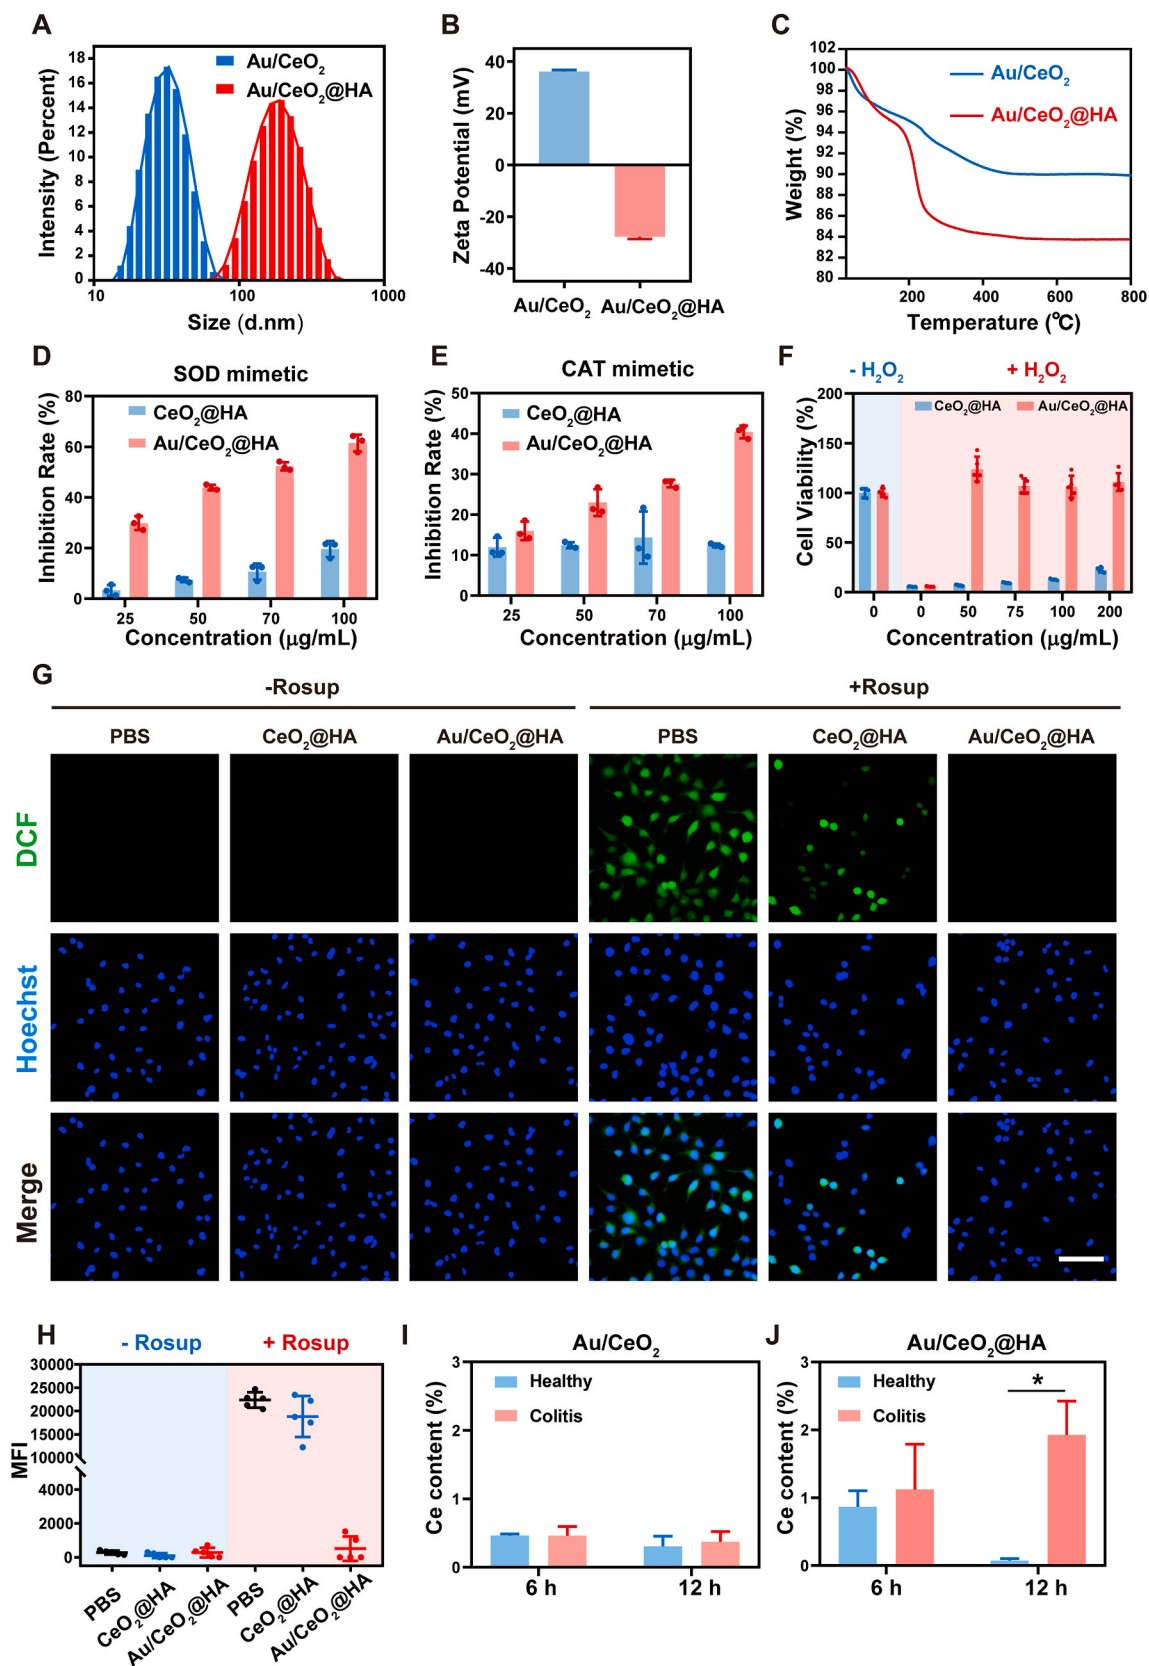 A
Intensity (Percent)
18
16
14
12
10
8
6
4
2
0
10
100
1000
Size (d.nm)
Au/CeO₂
Au/CeO₂@HA
B
Zeta Potential (mV)
40
20
0
-20
-40
Au/CeO₂ Au/CeO₂@HA
C
Weight (%)
102
100
98
96
94
92
90
88
86
84
82
80
200 400 600 800
Temperature (℃)
Au/CeO₂
Au/CeO₂@HA
D
SOD mimetic
Inhibition Rate (%)
80
60
40
20
0
CeO₂@HA
Au/CeO₂@HA
25 50 70 100
Concentration (μg/mL)
E
CAT mimetic
Inhibition Rate (%)
50
40
30
20
10
0
CeO₂@HA
Au/CeO₂@HA
25 50 70 100
Concentration (μg/mL)
F
- H₂O₂ + H₂O₂
Cell Viability (%)
200
150
100
50
0
CeO₂@HA Au/CeO₂@HA
0 0 50 75 100 200
Concentration (μg/mL)
G
-Rosup +Rosup
PBS CeO₂@HA Au/CeO₂@HA PBS CeO₂@HA Au/CeO₂@HA
DCF
Hoechst
Merge
H
- Rosup + Rosup
MFI
30000
25000
20000
15000
10000
4000
2000
0
PBS
CeO₂@HA
Au/CeO₂@HA
PBS
CeO₂@HA
Au/CeO₂@HA
I
Au/CeO₂
Ce content (%)
3
2
1
0
Healthy
Colitis
6 h 12 h
J
Au/CeO₂@HA
Ce content (%)
3
2
1
0
Healthy
Colitis
*
6 h 12 h